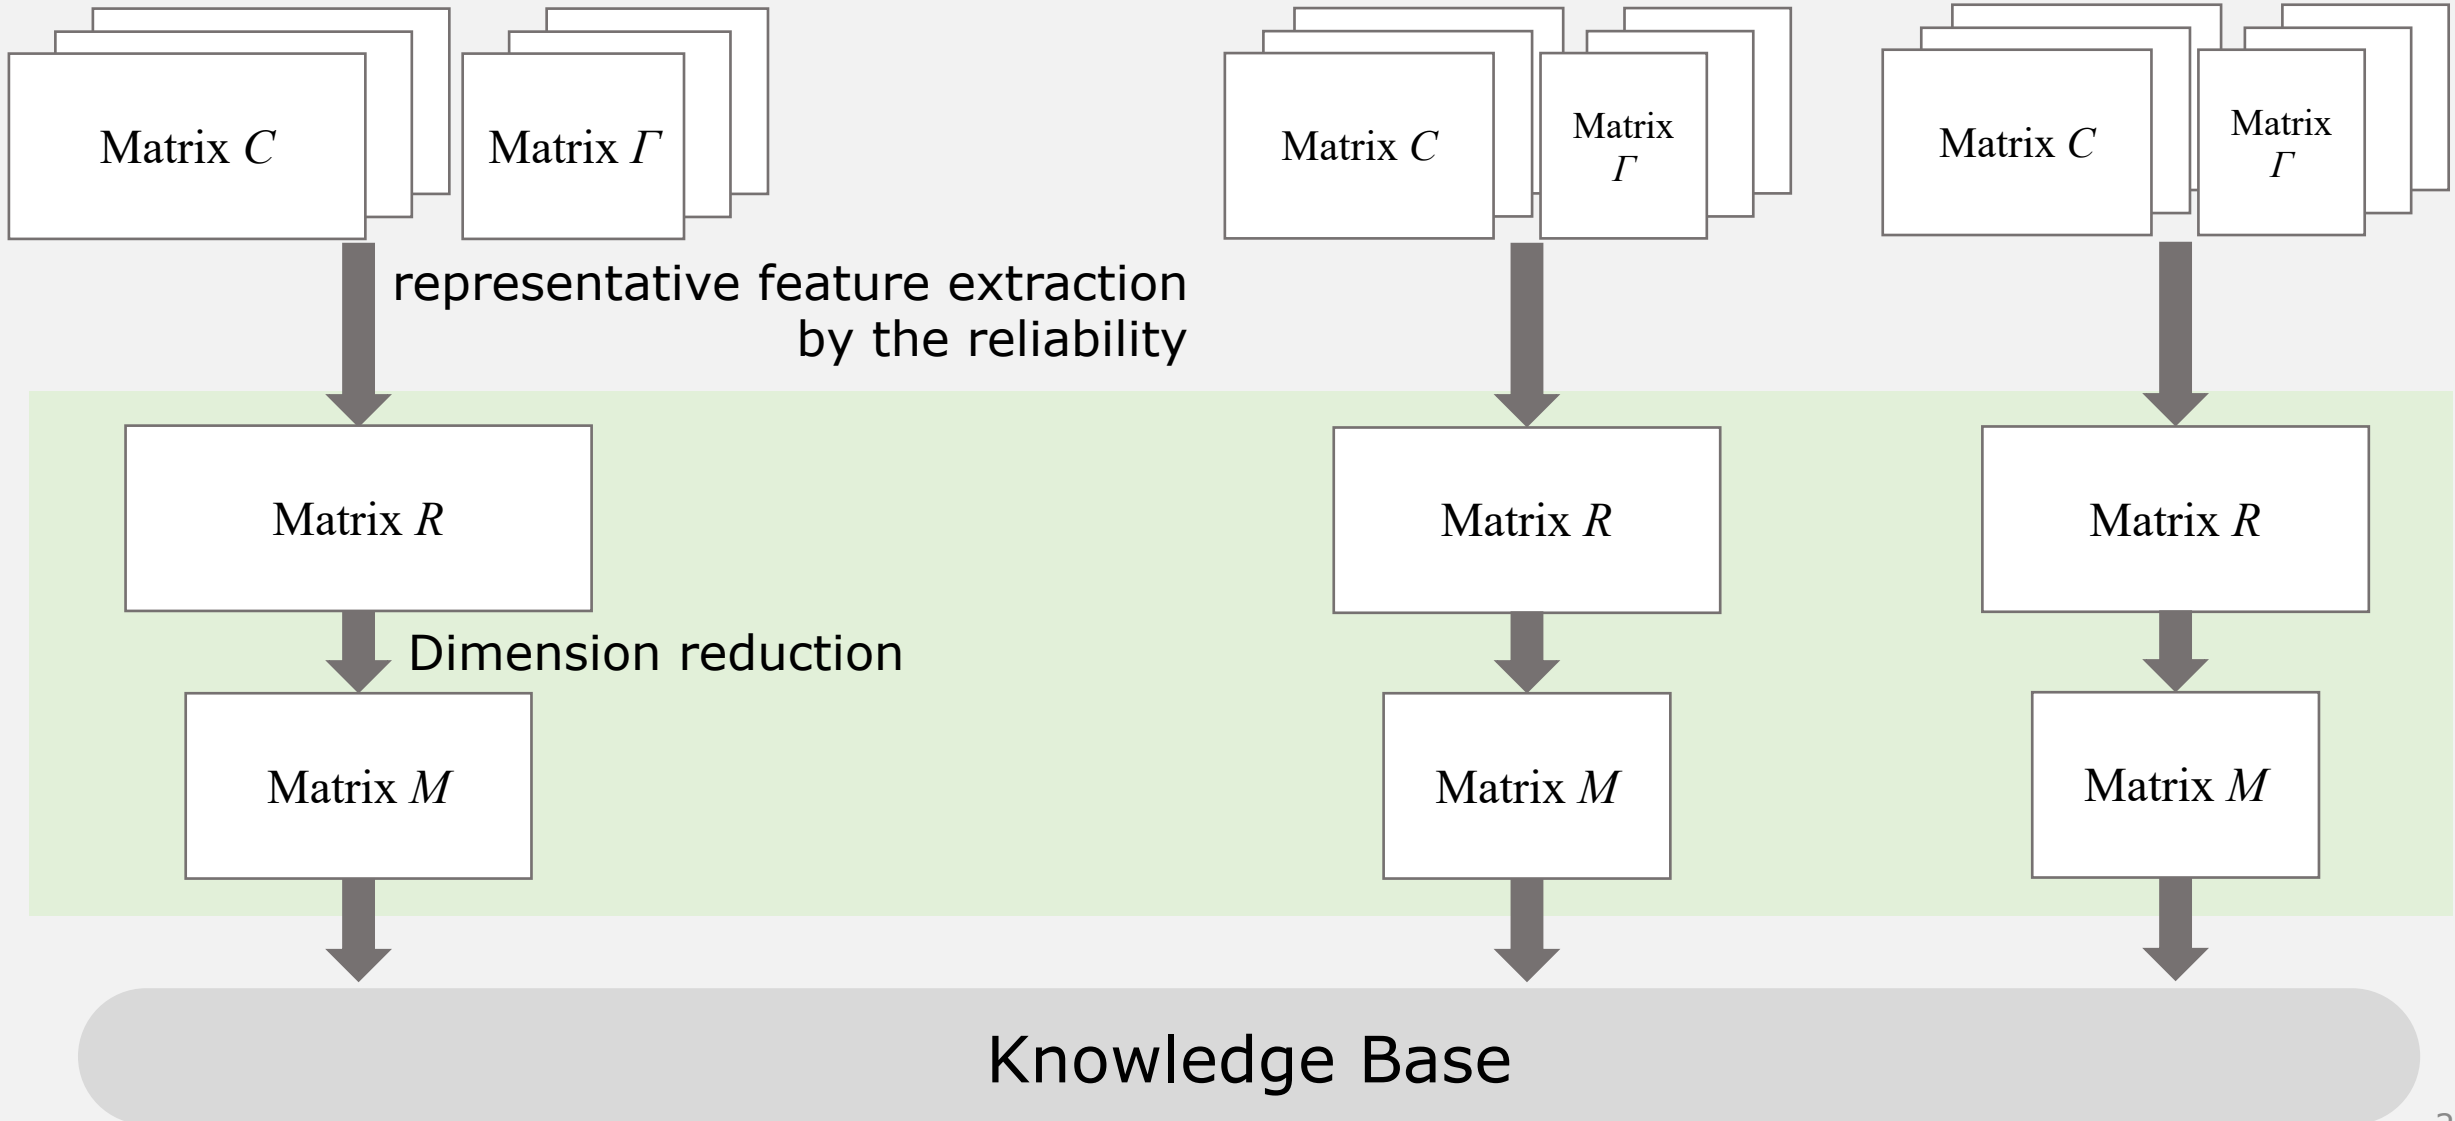 Matrix C
Matrix Γ
Matrix C
Matrix
Γ
Matrix C
Matrix
Γ
representative feature extraction
by the reliability
Matrix R
Matrix R
Matrix R
Dimension reduction
Matrix M
Matrix M
Matrix M
Knowledge Base